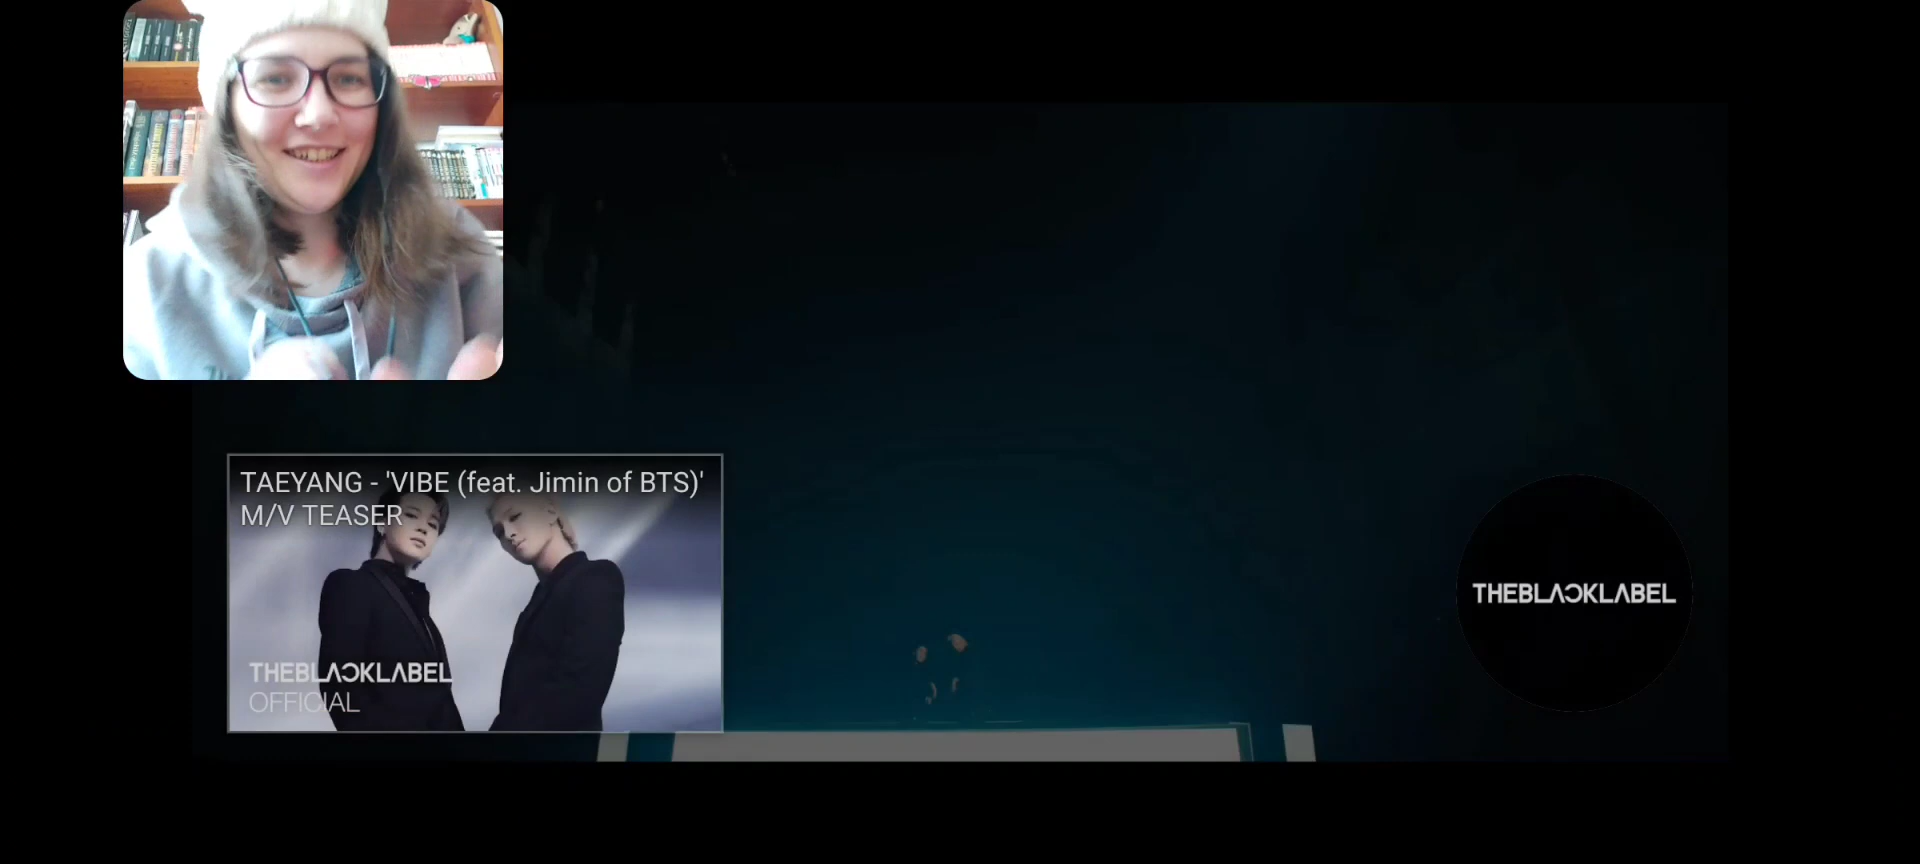 TAEYANG - 'VIBE (feat. Jimin of BTS)'
M/V TEASER
THEBLACKLABEL
OFFICIAL
THEBLACKLABEL